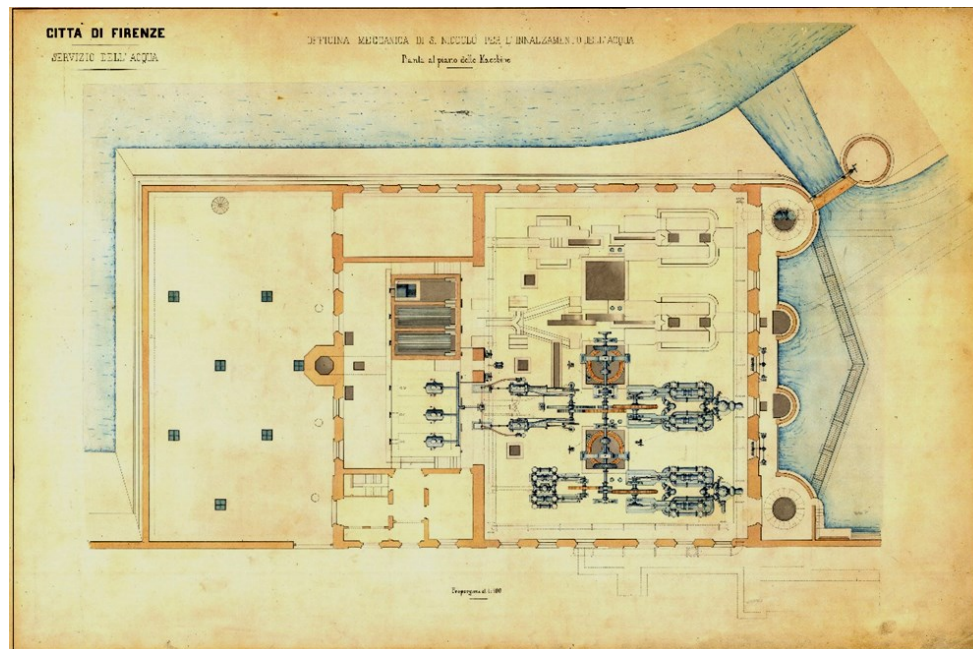 CITTÀ DI FIRENZE
SERVIZIO DELL'ACQUA
OFFICINA MECCANICA DI S. NICCOLÒ PER L'INNALZAMENTO DELL'ACQUA
Pianta al piano delle Macchine